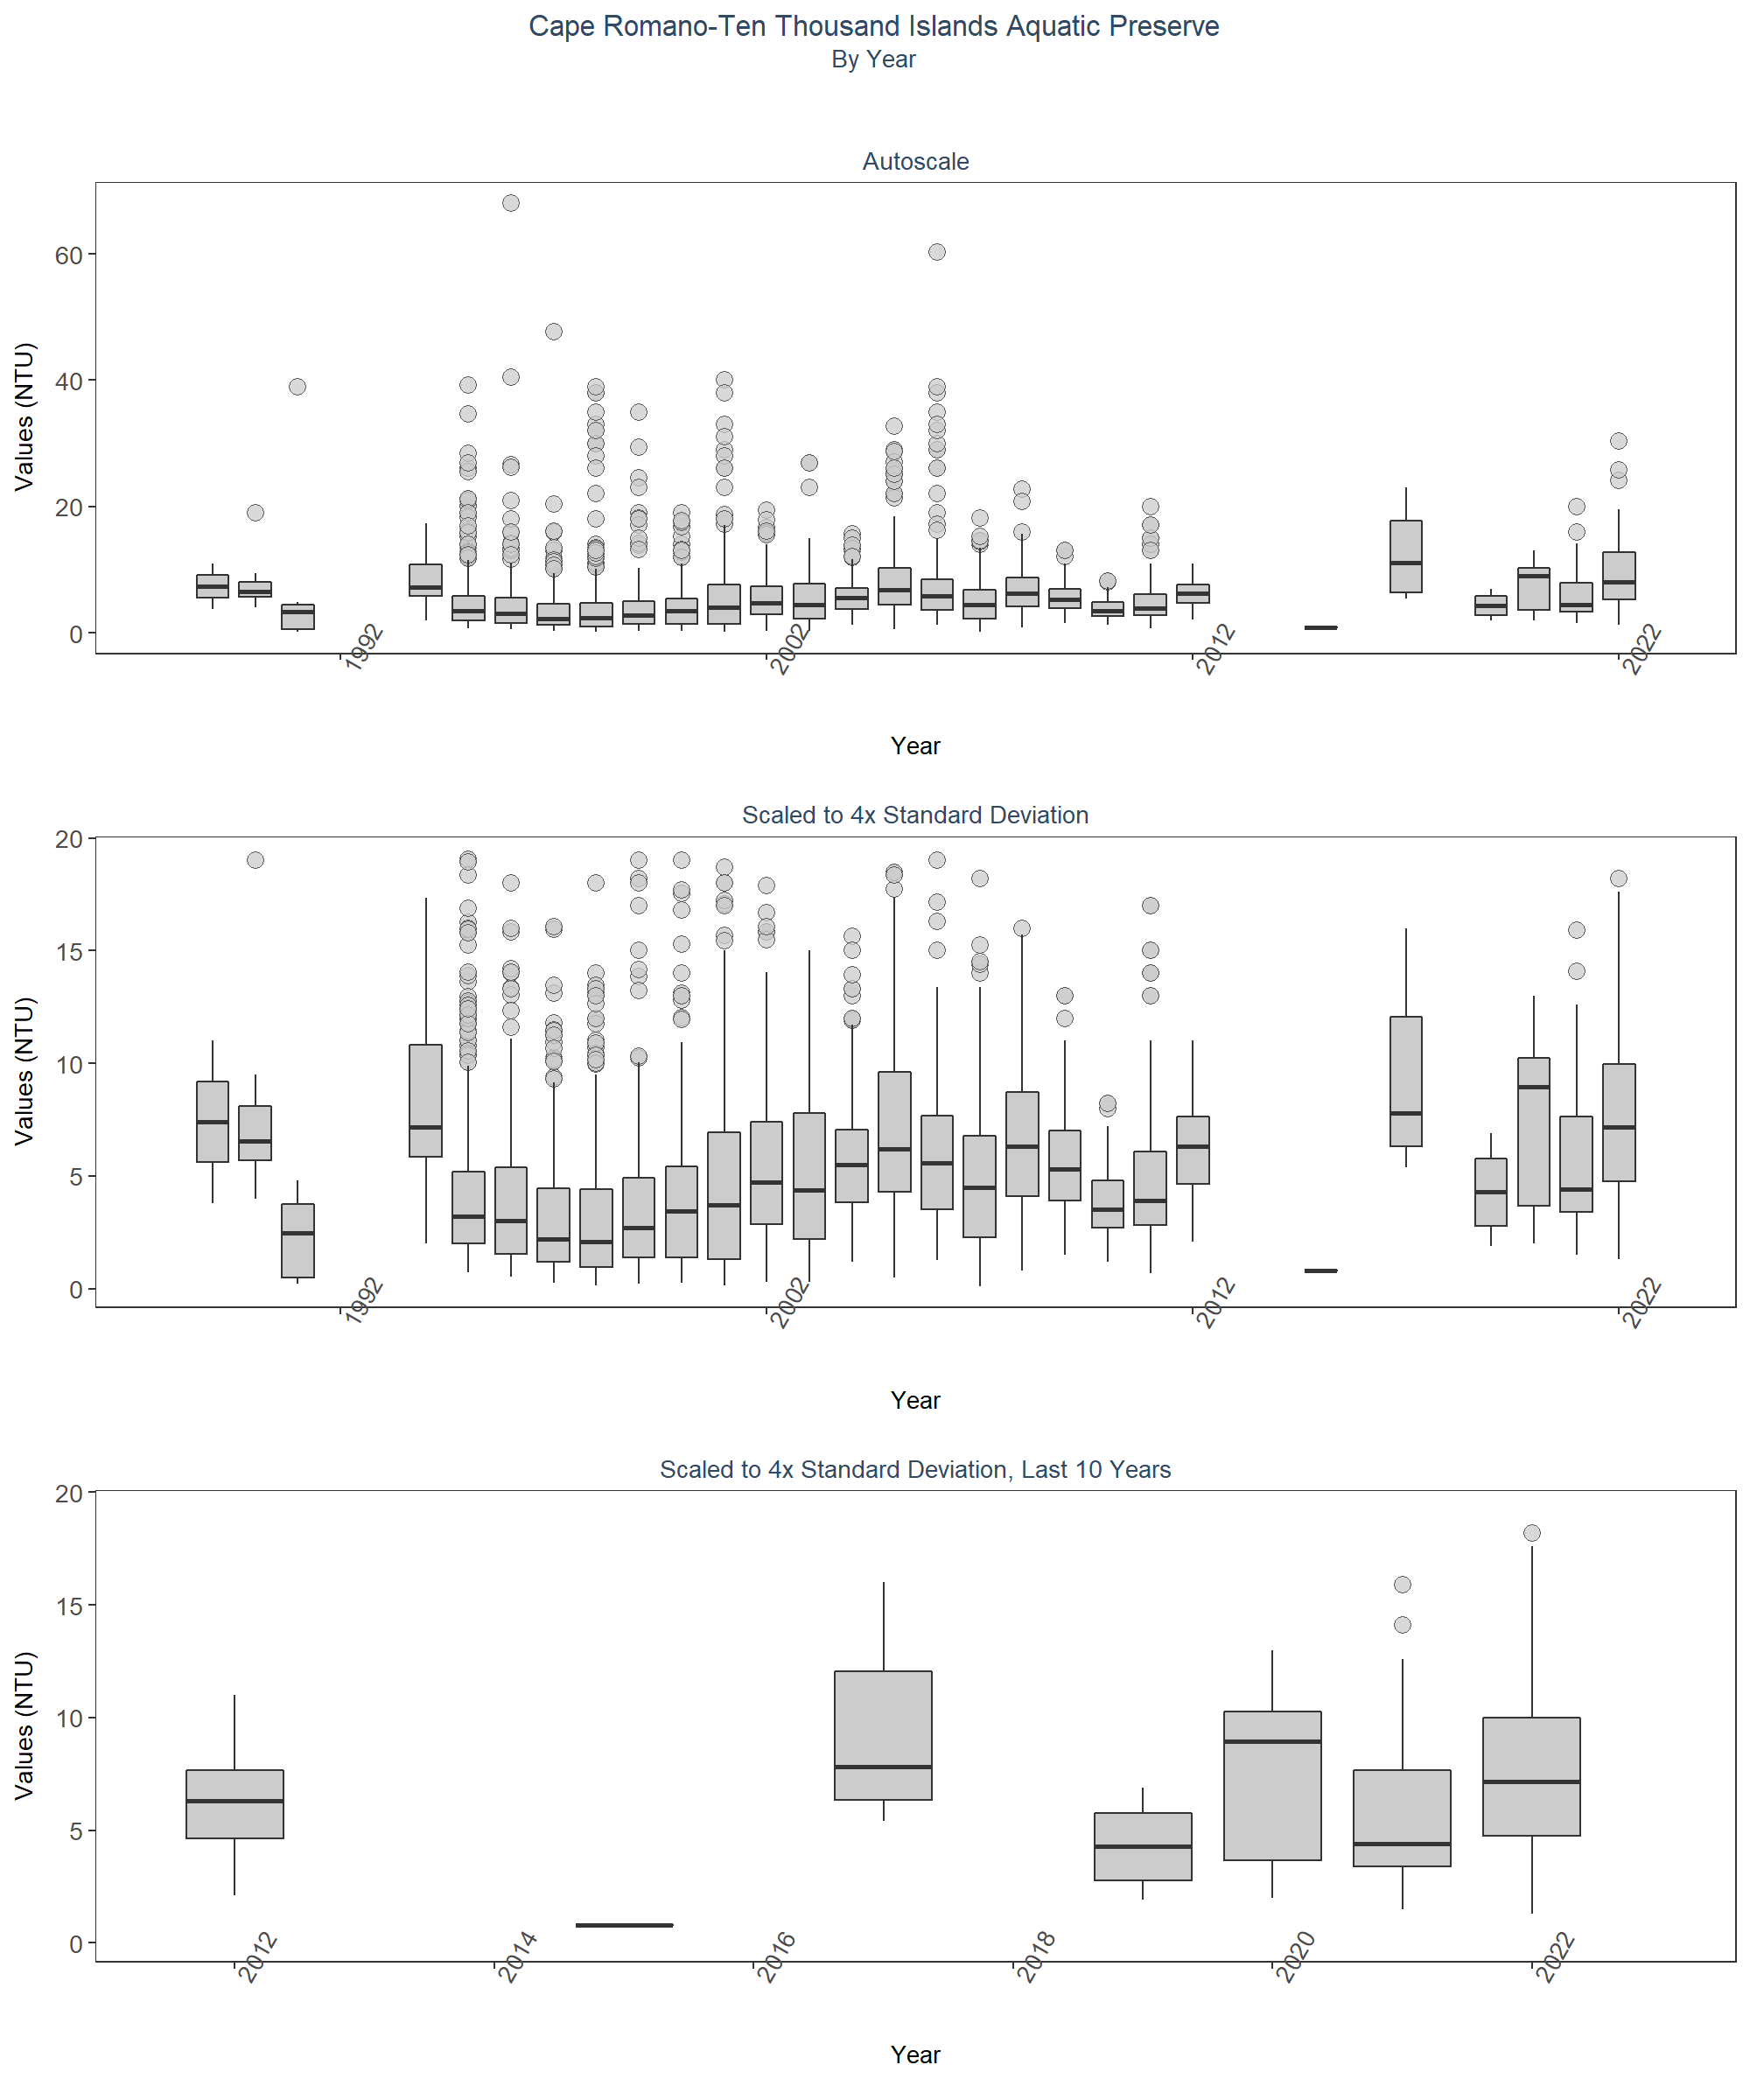 Cape Romano-Ten Thousand Islands Aquatic Preserve
By Year
Autoscale
Values (NTU)
60
40
20
0
1992
2002
2012
2022
Year
Scaled to 4x Standard Deviation
Values (NTU)
20
15
10
5
0
1992
2002
2012
2022
Year
Scaled to 4x Standard Deviation, Last 10 Years
Values (NTU)
20
15
10
5
0
2012
2014
2016
2018
2020
2022
Year